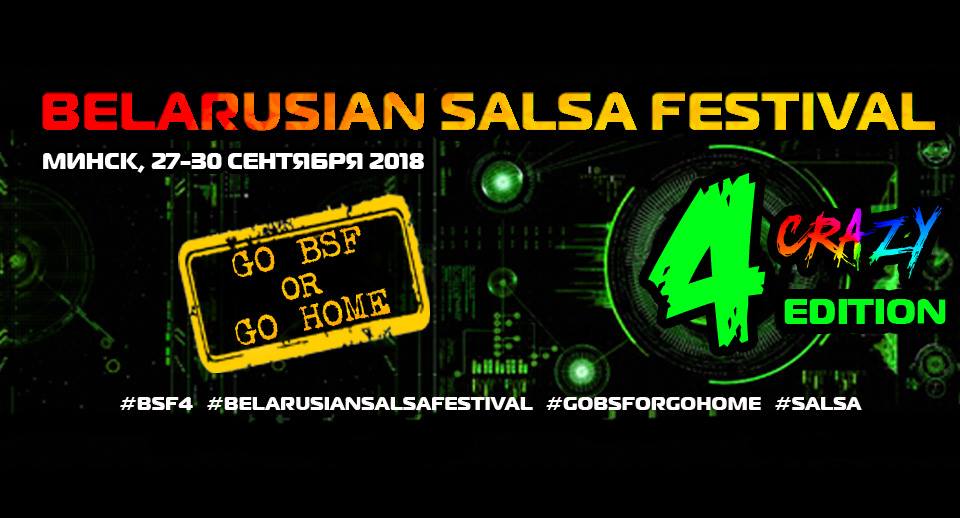 BELARUSIAN SALSA FESTIVAL
МИНСК, 27-30 СЕНТЯБРЯ 2018
GO BSF
OR
GO HOME
4 CRAZY
EDITION
#BSF4 #BELARUSIANSALSAFESTIVAL #GOBSFORGOHOME #SALSA